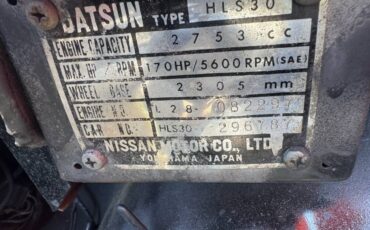 DATSUN TYPE HLS30
ENGINE CAPACITY 2753 CC
MAX. HP / RPM 170HP/5600RPM(SAE)
WHEEL BASE 2305 mm
ENGINE NO. L28-
CAR NO. HLS30-
NISSAN MOTOR CO., LTD.
YOKOHAMA, JAPAN